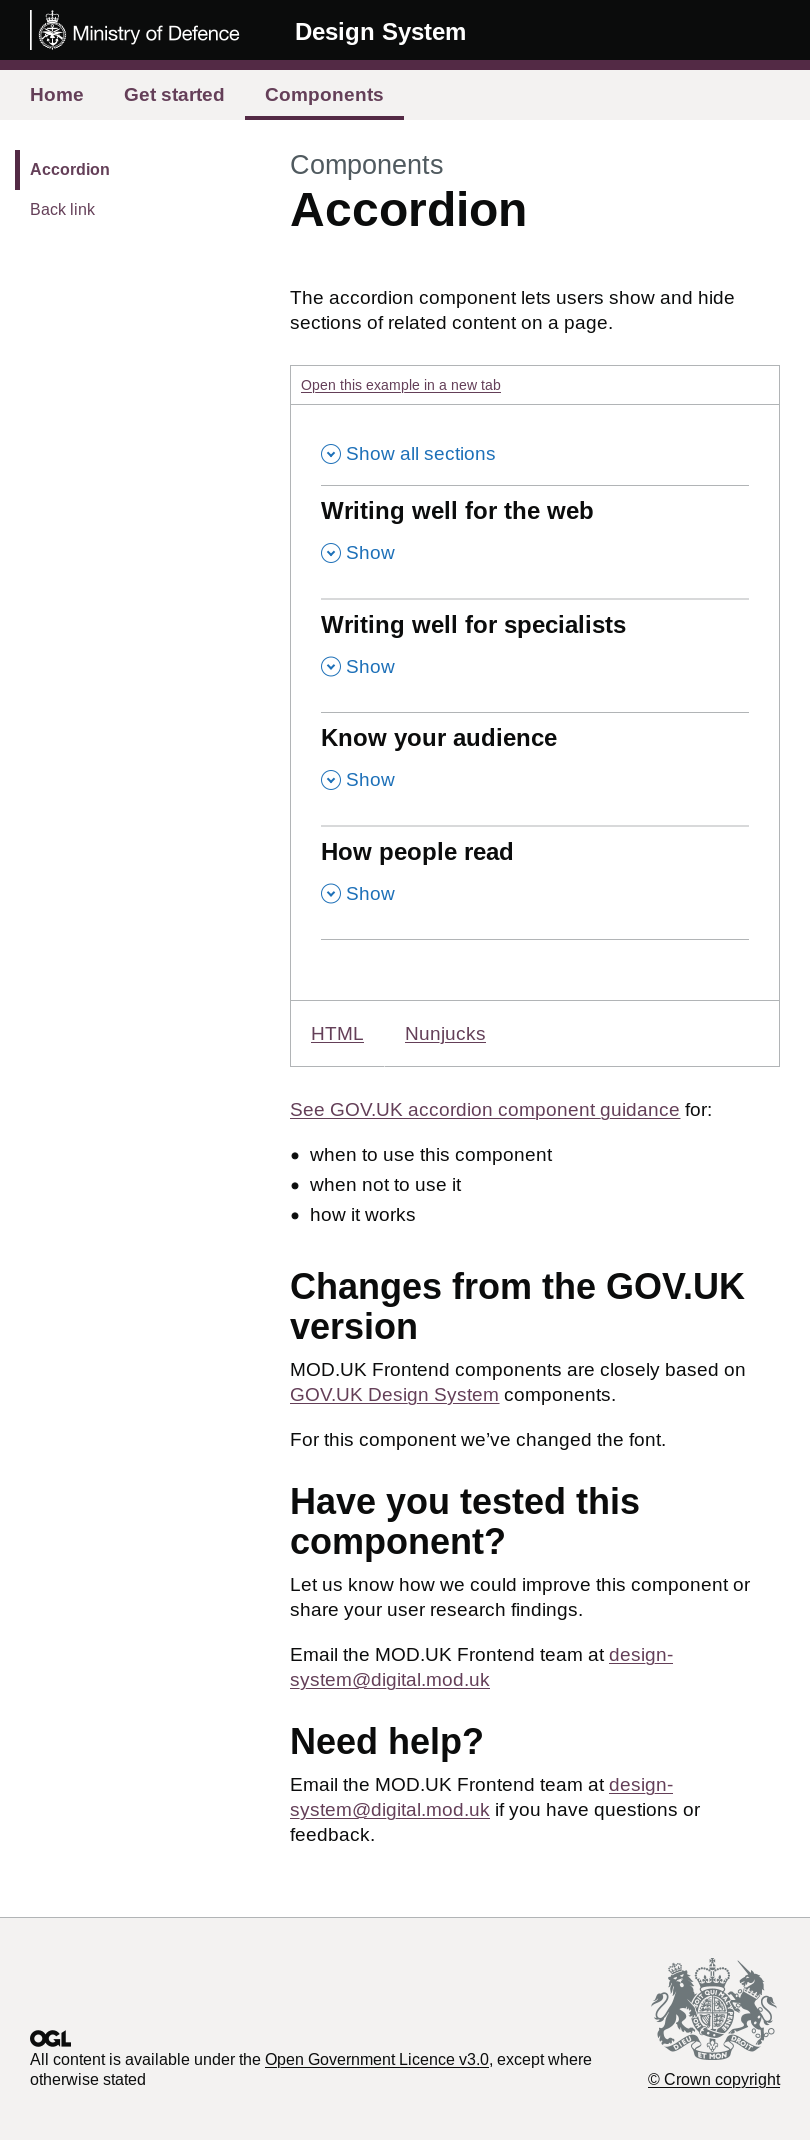 Ministry of Defence
Design System
Home
Get started
Components
Accordion
Back link
Components
Accordion
The accordion component lets users show and hide
sections of related content on a page.
Open this example in a new tab
Show all sections
Writing well for the web
Show
Writing well for specialists
Show
Know your audience
Show
How people read
Show
HTML
Nunjucks
See GOV.UK accordion component guidance for:
• when to use this component
• when not to use it
• how it works
Changes from the GOV.UK
version
MOD.UK Frontend components are closely based on
GOV.UK Design System components.
For this component we’ve changed the font.
Have you tested this
component?
Let us know how we could improve this component or
share your user research findings.
Email the MOD.UK Frontend team at design-
system@digital.mod.uk
Need help?
Email the MOD.UK Frontend team at design-
system@digital.mod.uk if you have questions or
feedback.
OGL
All content is available under the Open Government Licence v3.0, except where
otherwise stated
© Crown copyright